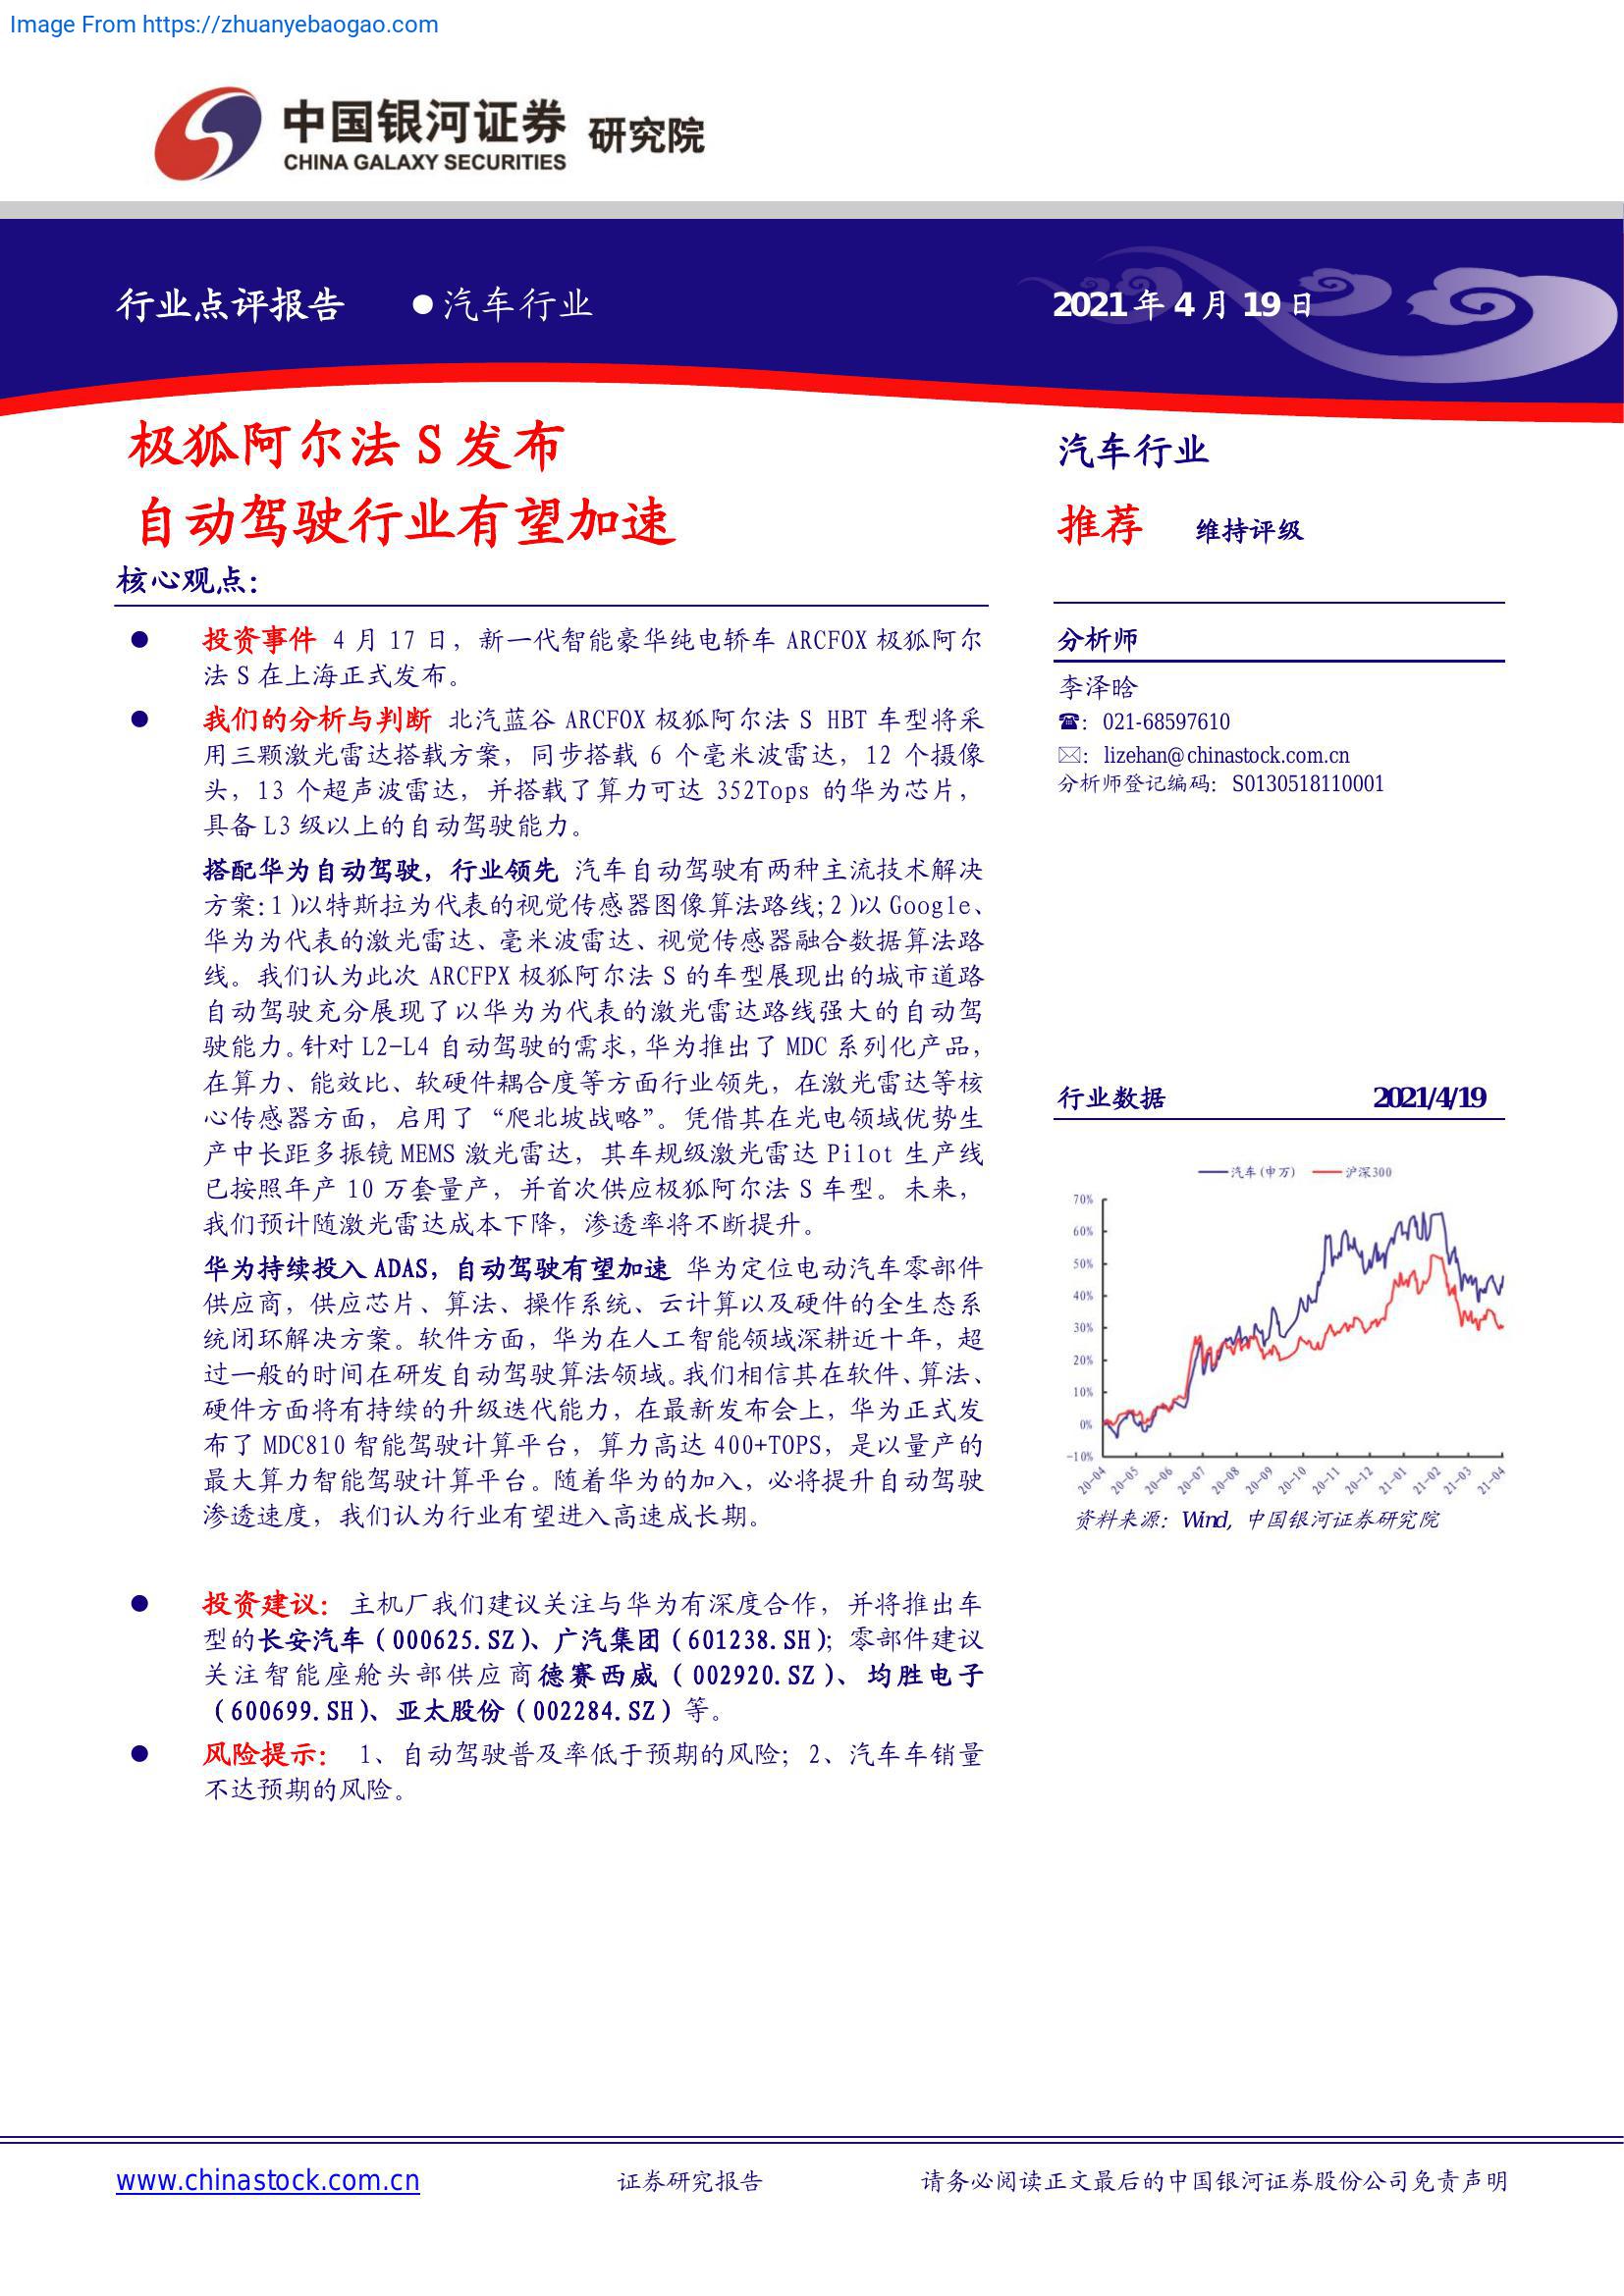 Image From https://zhuanyebaogao.com
中国银河证券 研究院
CHINA GALAXY SECURITIES
行业点评报告 ●汽车行业 2021 年 4 月 19 日
极狐阿尔法 S 发布
自动驾驶行业有望加速
核心观点：
● 投资事件 4 月 17 日，新一代智能豪华纯电轿车 ARCFOX 极狐阿尔
法 S 在上海正式发布。
● 我们的分析与判断 北汽蓝谷 ARCFOX 极狐阿尔法 S HBT 车型将采
用三颗激光雷达搭载方案，同步搭载 6 个毫米波雷达，12 个摄像
头，13 个超声波雷达，并搭载了算力可达 352Tops 的华为芯片，
具备 L3 级以上的自动驾驶能力。
搭配华为自动驾驶，行业领先 汽车自动驾驶有两种主流技术解决
方案：1)以特斯拉为代表的视觉传感器图像算法路线；2)以 Google、
华为为代表的激光雷达、毫米波雷达、视觉传感器融合数据算法路
线。我们认为此次 ARCFPX 极狐阿尔法 S 的车型展现出的城市道路
自动驾驶充分展现了以华为为代表的激光雷达路线强大的自动驾
驶能力。针对 L2-L4 自动驾驶的需求，华为推出了 MDC 系列化产品，
在算力、能效比、软硬件耦合度等方面行业领先，在激光雷达等核
心传感器方面，启用了“爬北坡战略”。凭借其在光电领域优势生
产中长距多振镜 MEMS 激光雷达，其车规级激光雷达 Pilot 生产线
已按照年产 10 万套量产，并首次供应极狐阿尔法 S 车型。未来，
我们预计随激光雷达成本下降，渗透率将不断提升。
华为持续投入 ADAS，自动驾驶有望加速 华为定位电动汽车零部件
供应商，供应芯片、算法、操作系统、云计算以及硬件的全生态系
统闭环解决方案。软件方面，华为在人工智能领域深耕近十年，超
过一般的时间在研发自动驾驶算法领域。我们相信其在软件、算法、
硬件方面将有持续的升级迭代能力，在最新发布会上，华为正式发
布了 MDC810 智能驾驶计算平台，算力高达 400+TOPS，是以量产的
最大算力智能驾驶计算平台。随着华为的加入，必将提升自动驾驶
渗透速度，我们认为行业有望进入高速成长期。
● 投资建议：主机厂我们建议关注与华为有深度合作，并将推出车
型的长安汽车（000625.SZ）、广汽集团（601238.SH）；零部件建议
关注智能座舱头部供应商德赛西威（002920.SZ）、均胜电子
（600699.SH）、亚太股份（002284.SZ）等。
● 风险提示： 1、自动驾驶普及率低于预期的风险；2、汽车车销量
不达预期的风险。
汽车行业
推荐 维持评级
分析师
李泽晗
☎：021-68597610
✉：lizehan@chinastock.com.cn
分析师登记编码：S0130518110001
行业数据 2021/4/19
汽车(申万) 沪深300
70%
60%
50%
40%
30%
20%
10%
0%
-10%
20-04 20-05 20-06 20-07 20-08 20-09 20-10 20-11 20-12 21-01 21-02 21-03 21-04
资料来源：Wind, 中国银河证券研究院
www.chinastock.com.cn 证券研究报告 请务必阅读正文最后的中国银河证券股份公司免责声明